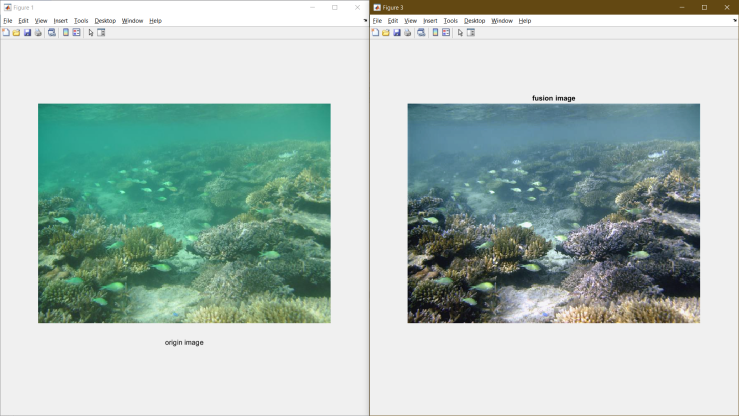 Figure 1
File Edit View Insert Tools Desktop Window Help
origin image
Figure 3
File Edit View Insert Tools Desktop Window Help
fusion image